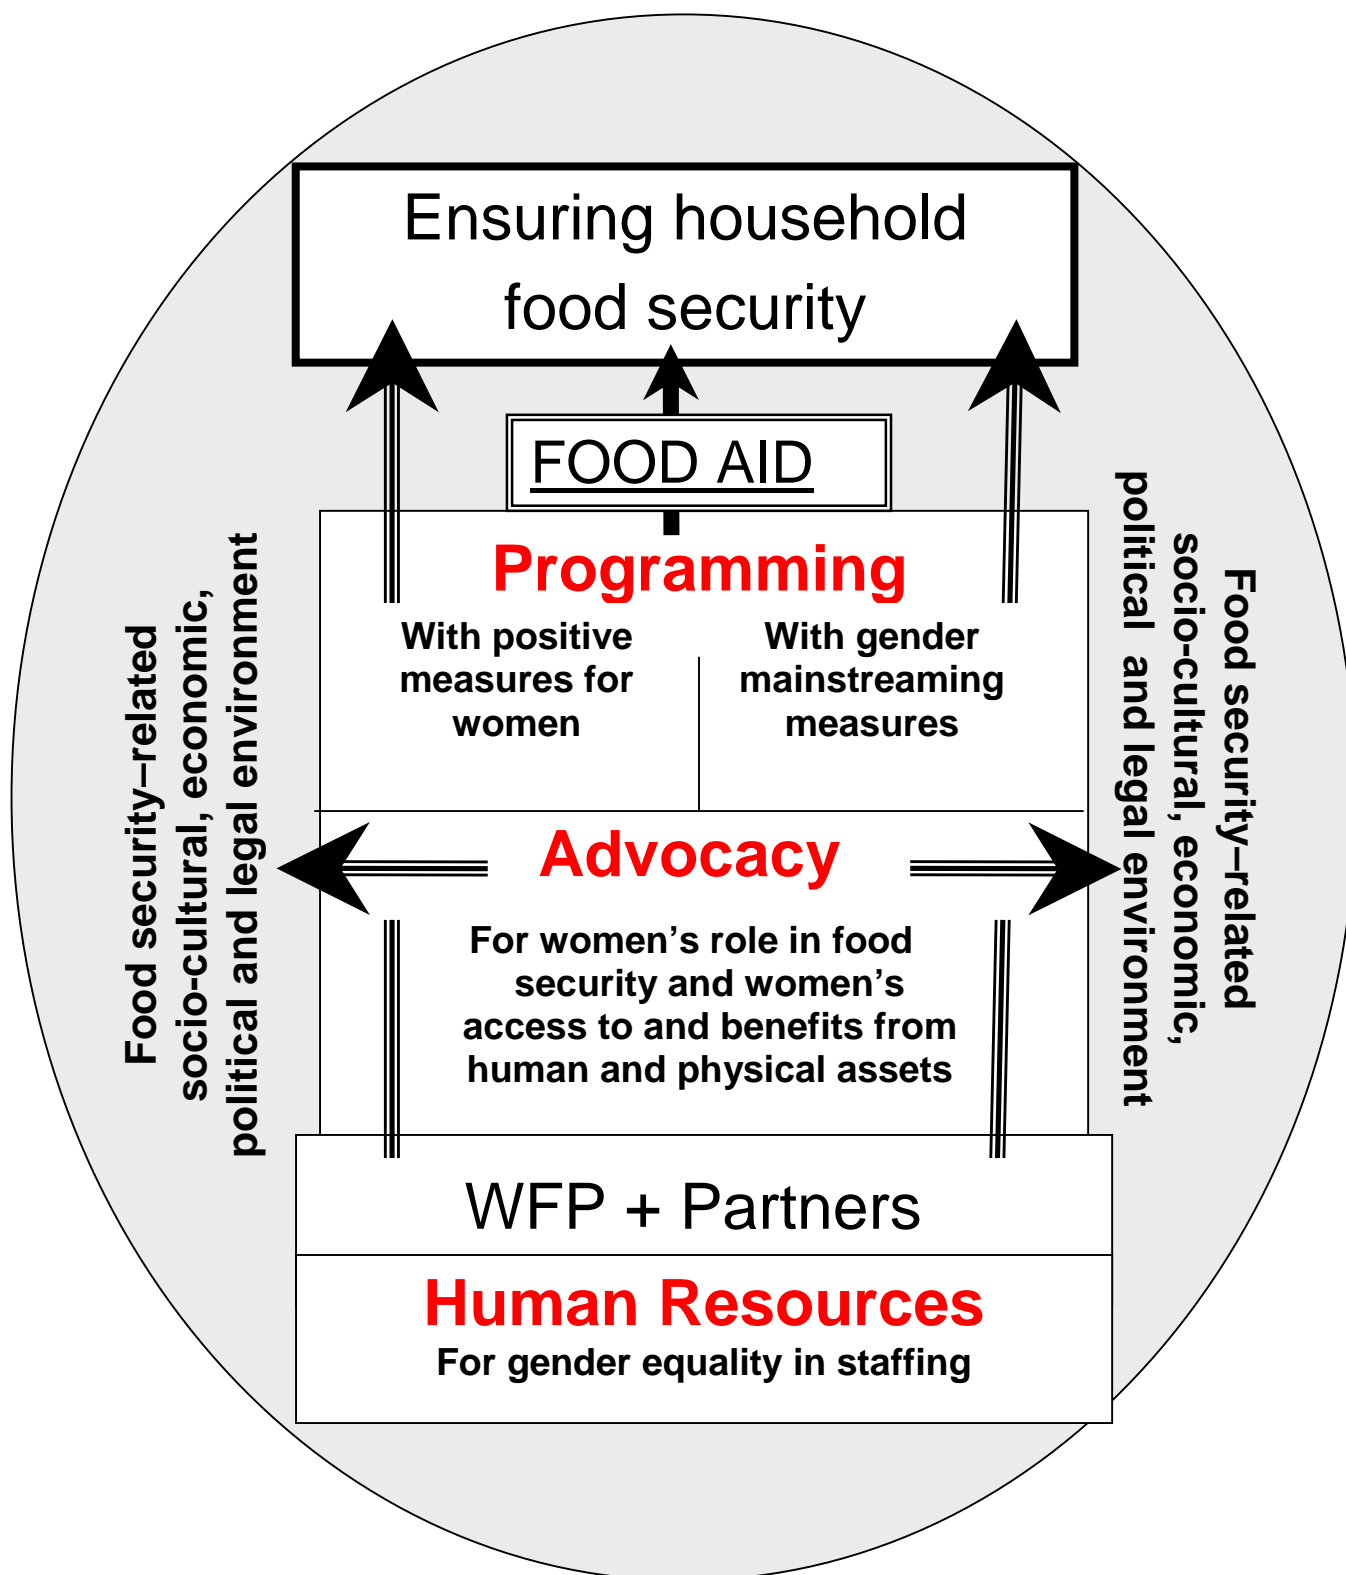 Ensuring household
food security
FOOD AID
Programming
With positive
measures for
women
With gender
mainstreaming
measures
Food security–related
socio-cultural, economic,
political and legal environment
Food security–related
socio-cultural, economic,
political and legal environment
Advocacy
For women’s role in food
security and women’s
access to and benefits from
human and physical assets
WFP + Partners
Human Resources
For gender equality in staffing